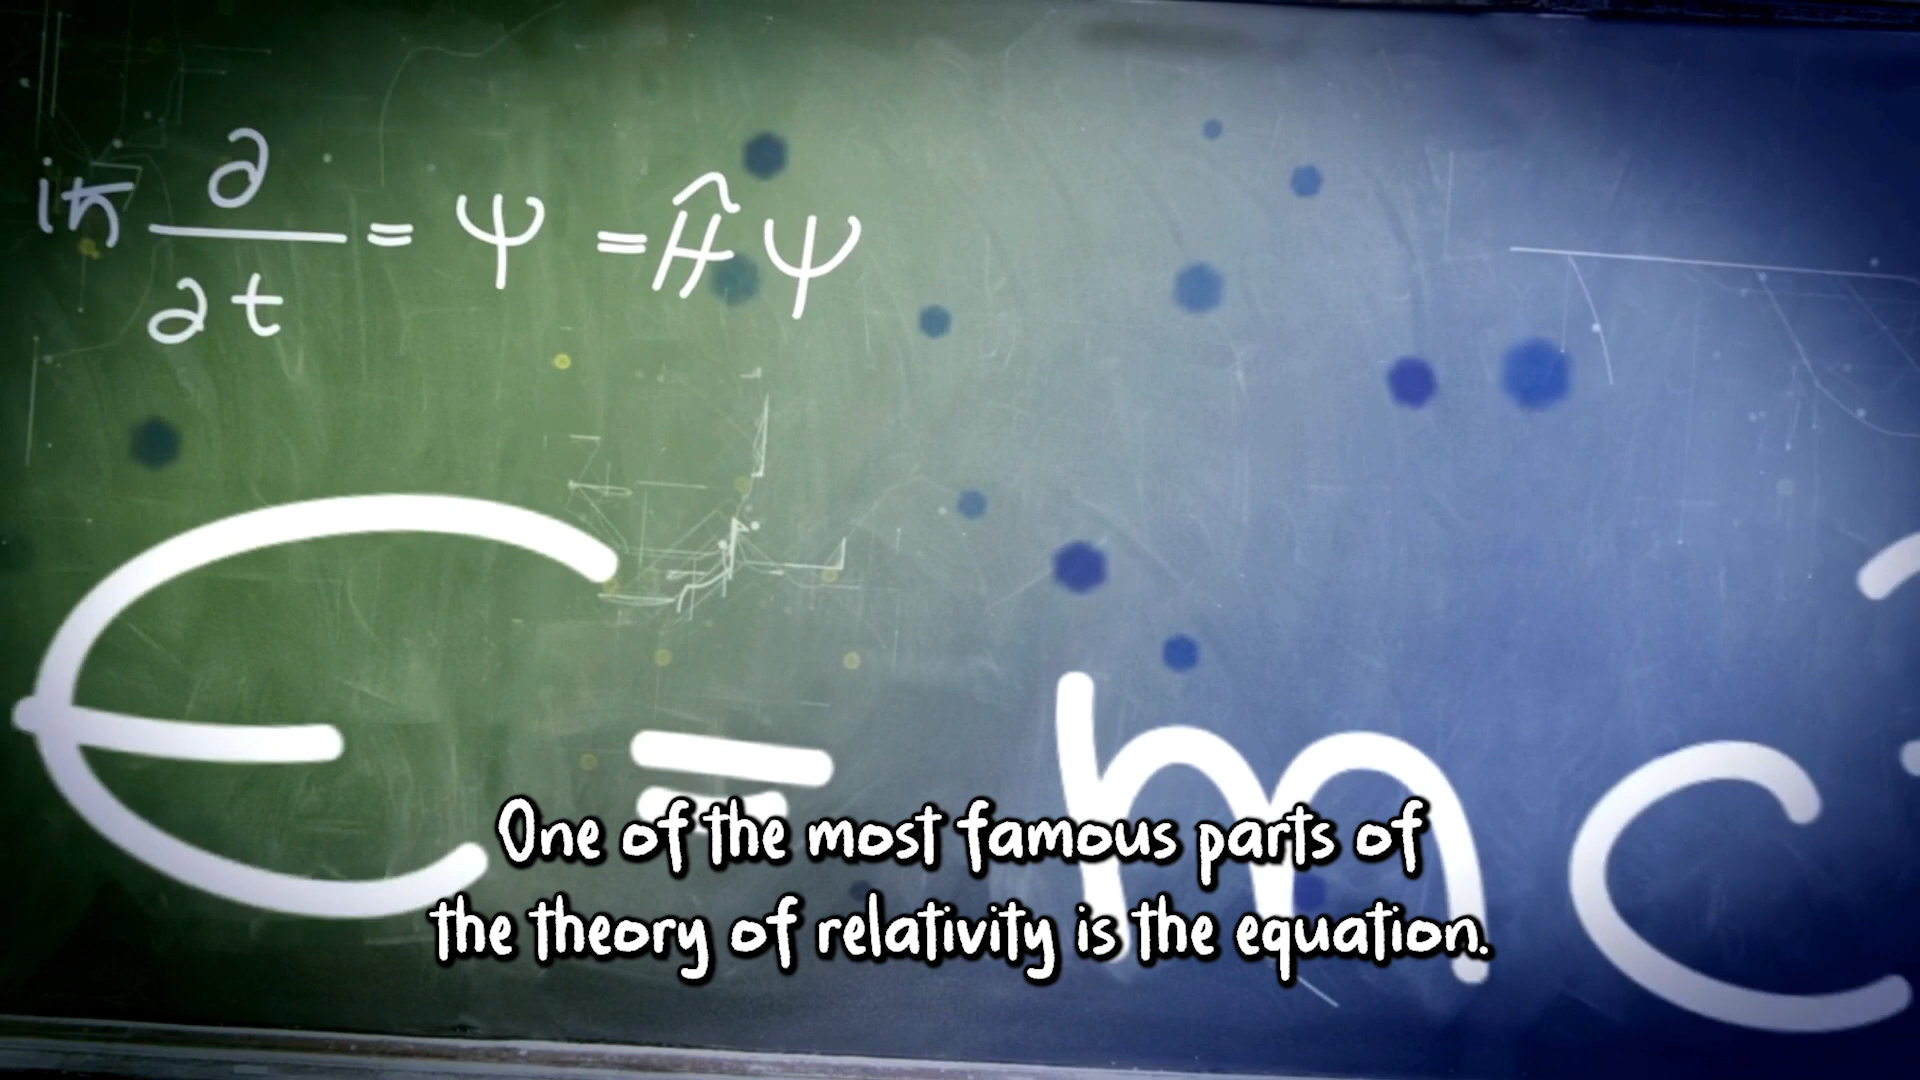 iℏ ∂/∂t = Ψ = Ĥ Ψ
E = mc
One of the most famous parts of
the theory of relativity is the equation.